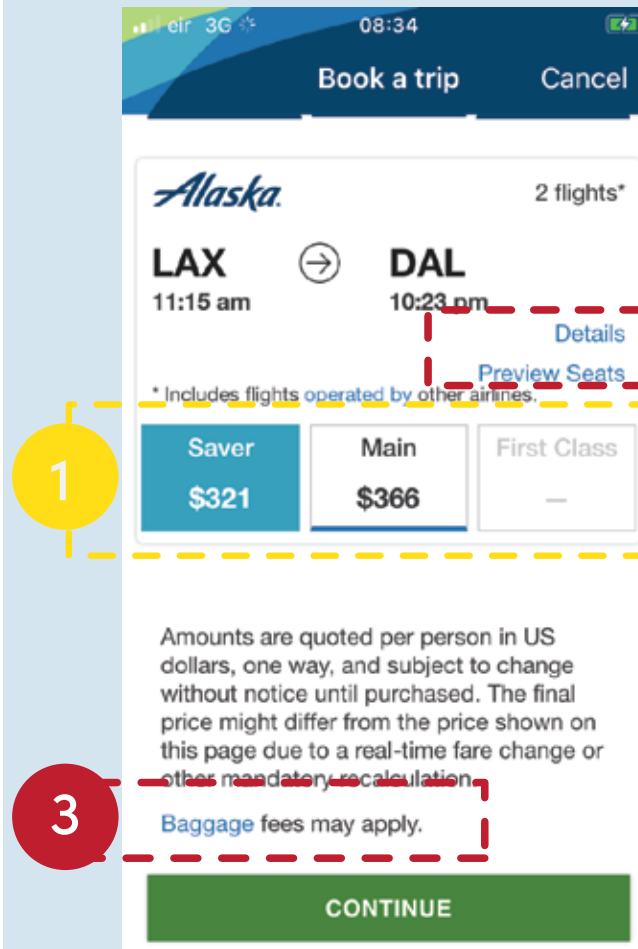 eir 3G 08:34
Book a trip Cancel
Alaska. 2 flights*
LAX DAL
11:15 am 10:23 pm
Details
Preview Seats
* Includes flights operated by other airlines.
1
Saver Main First Class
$321 $366 —
Amounts are quoted per person in US
dollars, one way, and subject to change
without notice until purchased. The final
price might differ from the price shown on
this page due to a real-time fare change or
other mandatory recalculation.
3
Baggage fees may apply.
CONTINUE